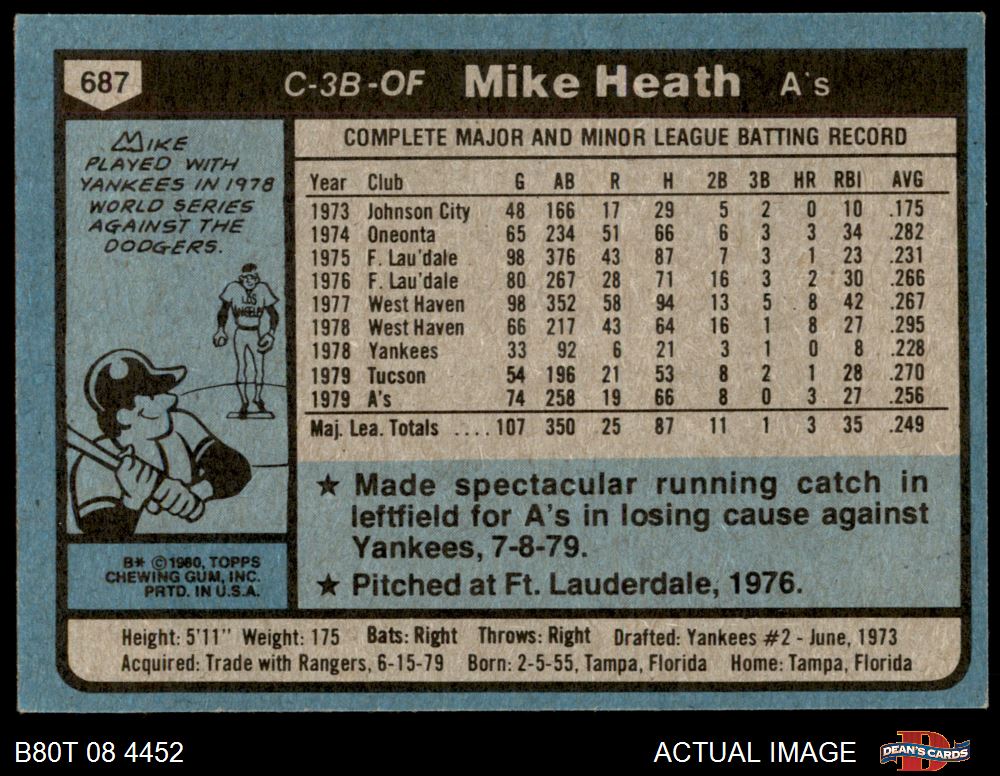 687 C-3B-OF Mike Heath A's
MIKE
PLAYED WITH
YANKEES IN 1978
WORLD SERIES
AGAINST THE
DODGERS.
LOS
ANGELES
B* © 1980, TOPPS
CHEWING GUM, INC.
PRTD. IN U.S.A.
COMPLETE MAJOR AND MINOR LEAGUE BATTING RECORD
Year Club G AB R H 2B 3B HR RBI AVG
1973 Johnson City 48 166 17 29 5 2 0 10 .175
1974 Oneonta 65 234 51 66 6 3 3 34 .282
1975 F. Lau'dale 98 376 43 87 7 3 1 23 .231
1976 F. Lau'dale 80 267 28 71 16 3 2 30 .266
1977 West Haven 98 352 58 94 13 5 8 42 .267
1978 West Haven 66 217 43 64 16 1 8 27 .295
1978 Yankees 33 92 6 21 3 1 0 8 .228
1979 Tucson 54 196 21 53 8 2 1 28 .270
1979 A's 74 258 19 66 8 0 3 27 .256
Maj. Lea. Totals .... 107 350 25 87 11 1 3 35 .249
★ Made spectacular running catch in
leftfield for A's in losing cause against
Yankees, 7-8-79.
★ Pitched at Ft. Lauderdale, 1976.
Height: 5'11" Weight: 175 Bats: Right Throws: Right Drafted: Yankees #2 - June, 1973
Acquired: Trade with Rangers, 6-15-79 Born: 2-5-55, Tampa, Florida Home: Tampa, Florida
B80T 08 4452 ACTUAL IMAGE DEAN'S CARDS